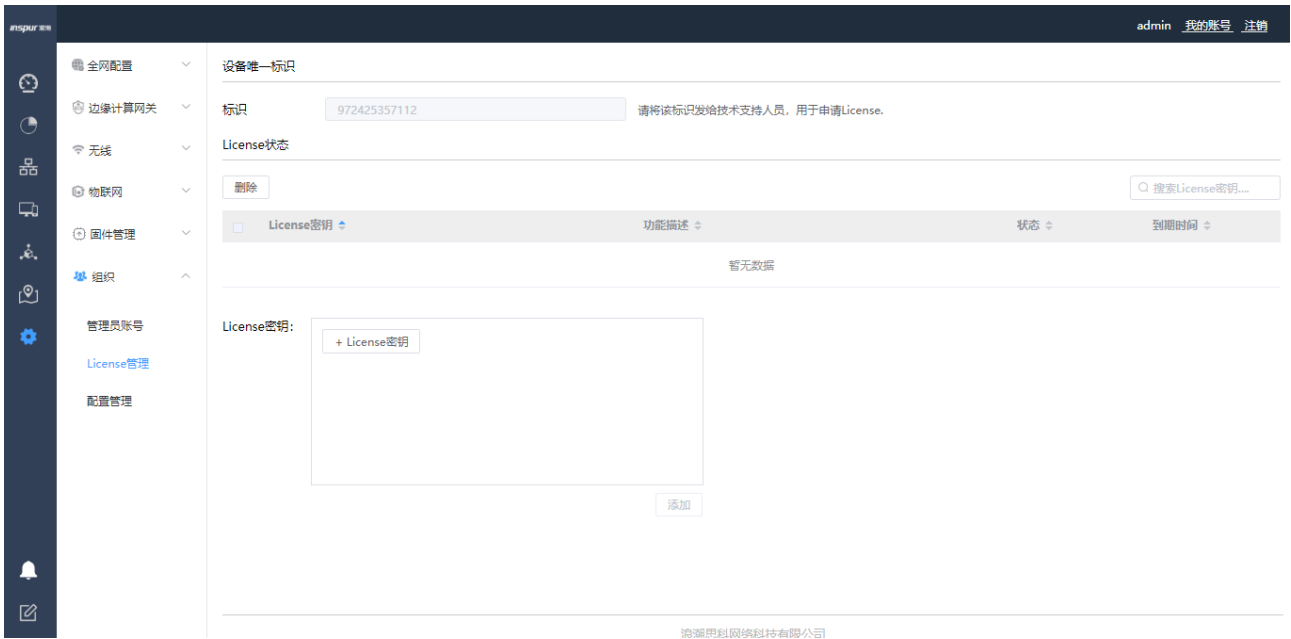 inspur 浪潮
admin 我的账号 注销
全网配置
边缘计算网关
无线
物联网
固件管理
组织
管理员账号
License管理
配置管理
设备唯一标识
标识 972425357112 请将该标识发给技术支持人员，用于申请License.
License状态
删除 搜索License密钥....
License密钥 功能描述 状态 到期时间
暂无数据
License密钥：
+ License密钥
添加
浪潮思科网络科技有限公司